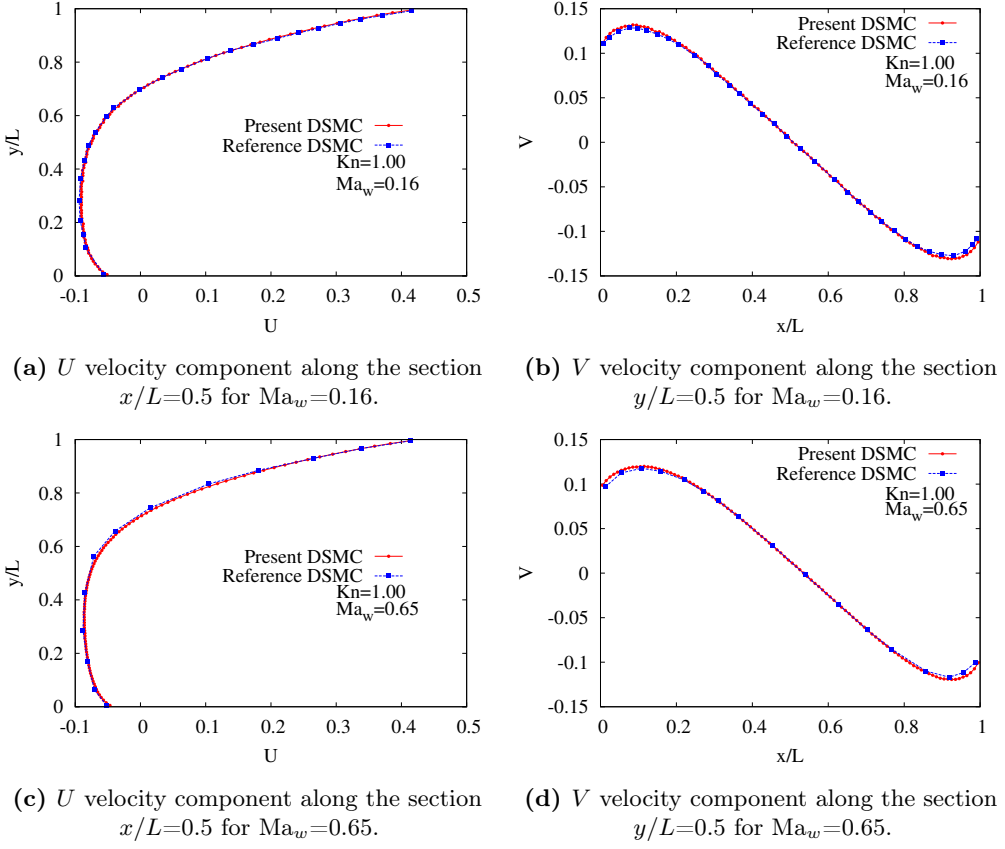 1
0.8
0.6
0.4
0.2
0
y/L
-0.1 0 0.1 0.2 0.3 0.4 0.5
U
Present DSMC
Reference DSMC
Kn=1.00
Ma_w=0.16
0.15
0.1
0.05
0
-0.05
-0.1
-0.15
V
0 0.2 0.4 0.6 0.8 1
x/L
Present DSMC
Reference DSMC
Kn=1.00
Ma_w=0.16
(a) U velocity component along the section
x/L=0.5 for Ma_w=0.16.
(b) V velocity component along the section
y/L=0.5 for Ma_w=0.16.
1
0.8
0.6
0.4
0.2
0
y/L
-0.1 0 0.1 0.2 0.3 0.4 0.5
U
Present DSMC
Reference DSMC
Kn=1.00
Ma_w=0.65
0.15
0.1
0.05
0
-0.05
-0.1
-0.15
V
0 0.2 0.4 0.6 0.8 1
x/L
Present DSMC
Reference DSMC
Kn=1.00
Ma_w=0.65
(c) U velocity component along the section
x/L=0.5 for Ma_w=0.65.
(d) V velocity component along the section
y/L=0.5 for Ma_w=0.65.